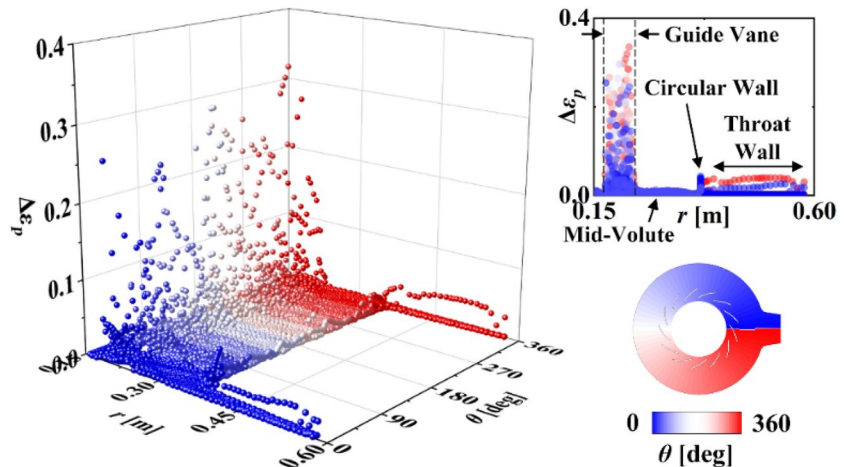 0.4
0.3
0.2
0.1
0.0
Δε_p
0.30
0.45
0.60
r [m]
0
90
180
270
360
θ [deg]
0.4
Δε_p
0.0
0.15
r [m]
0.60
Guide Vane
Circular Wall
Throat
Wall
Mid-Volute
0
360
θ [deg]